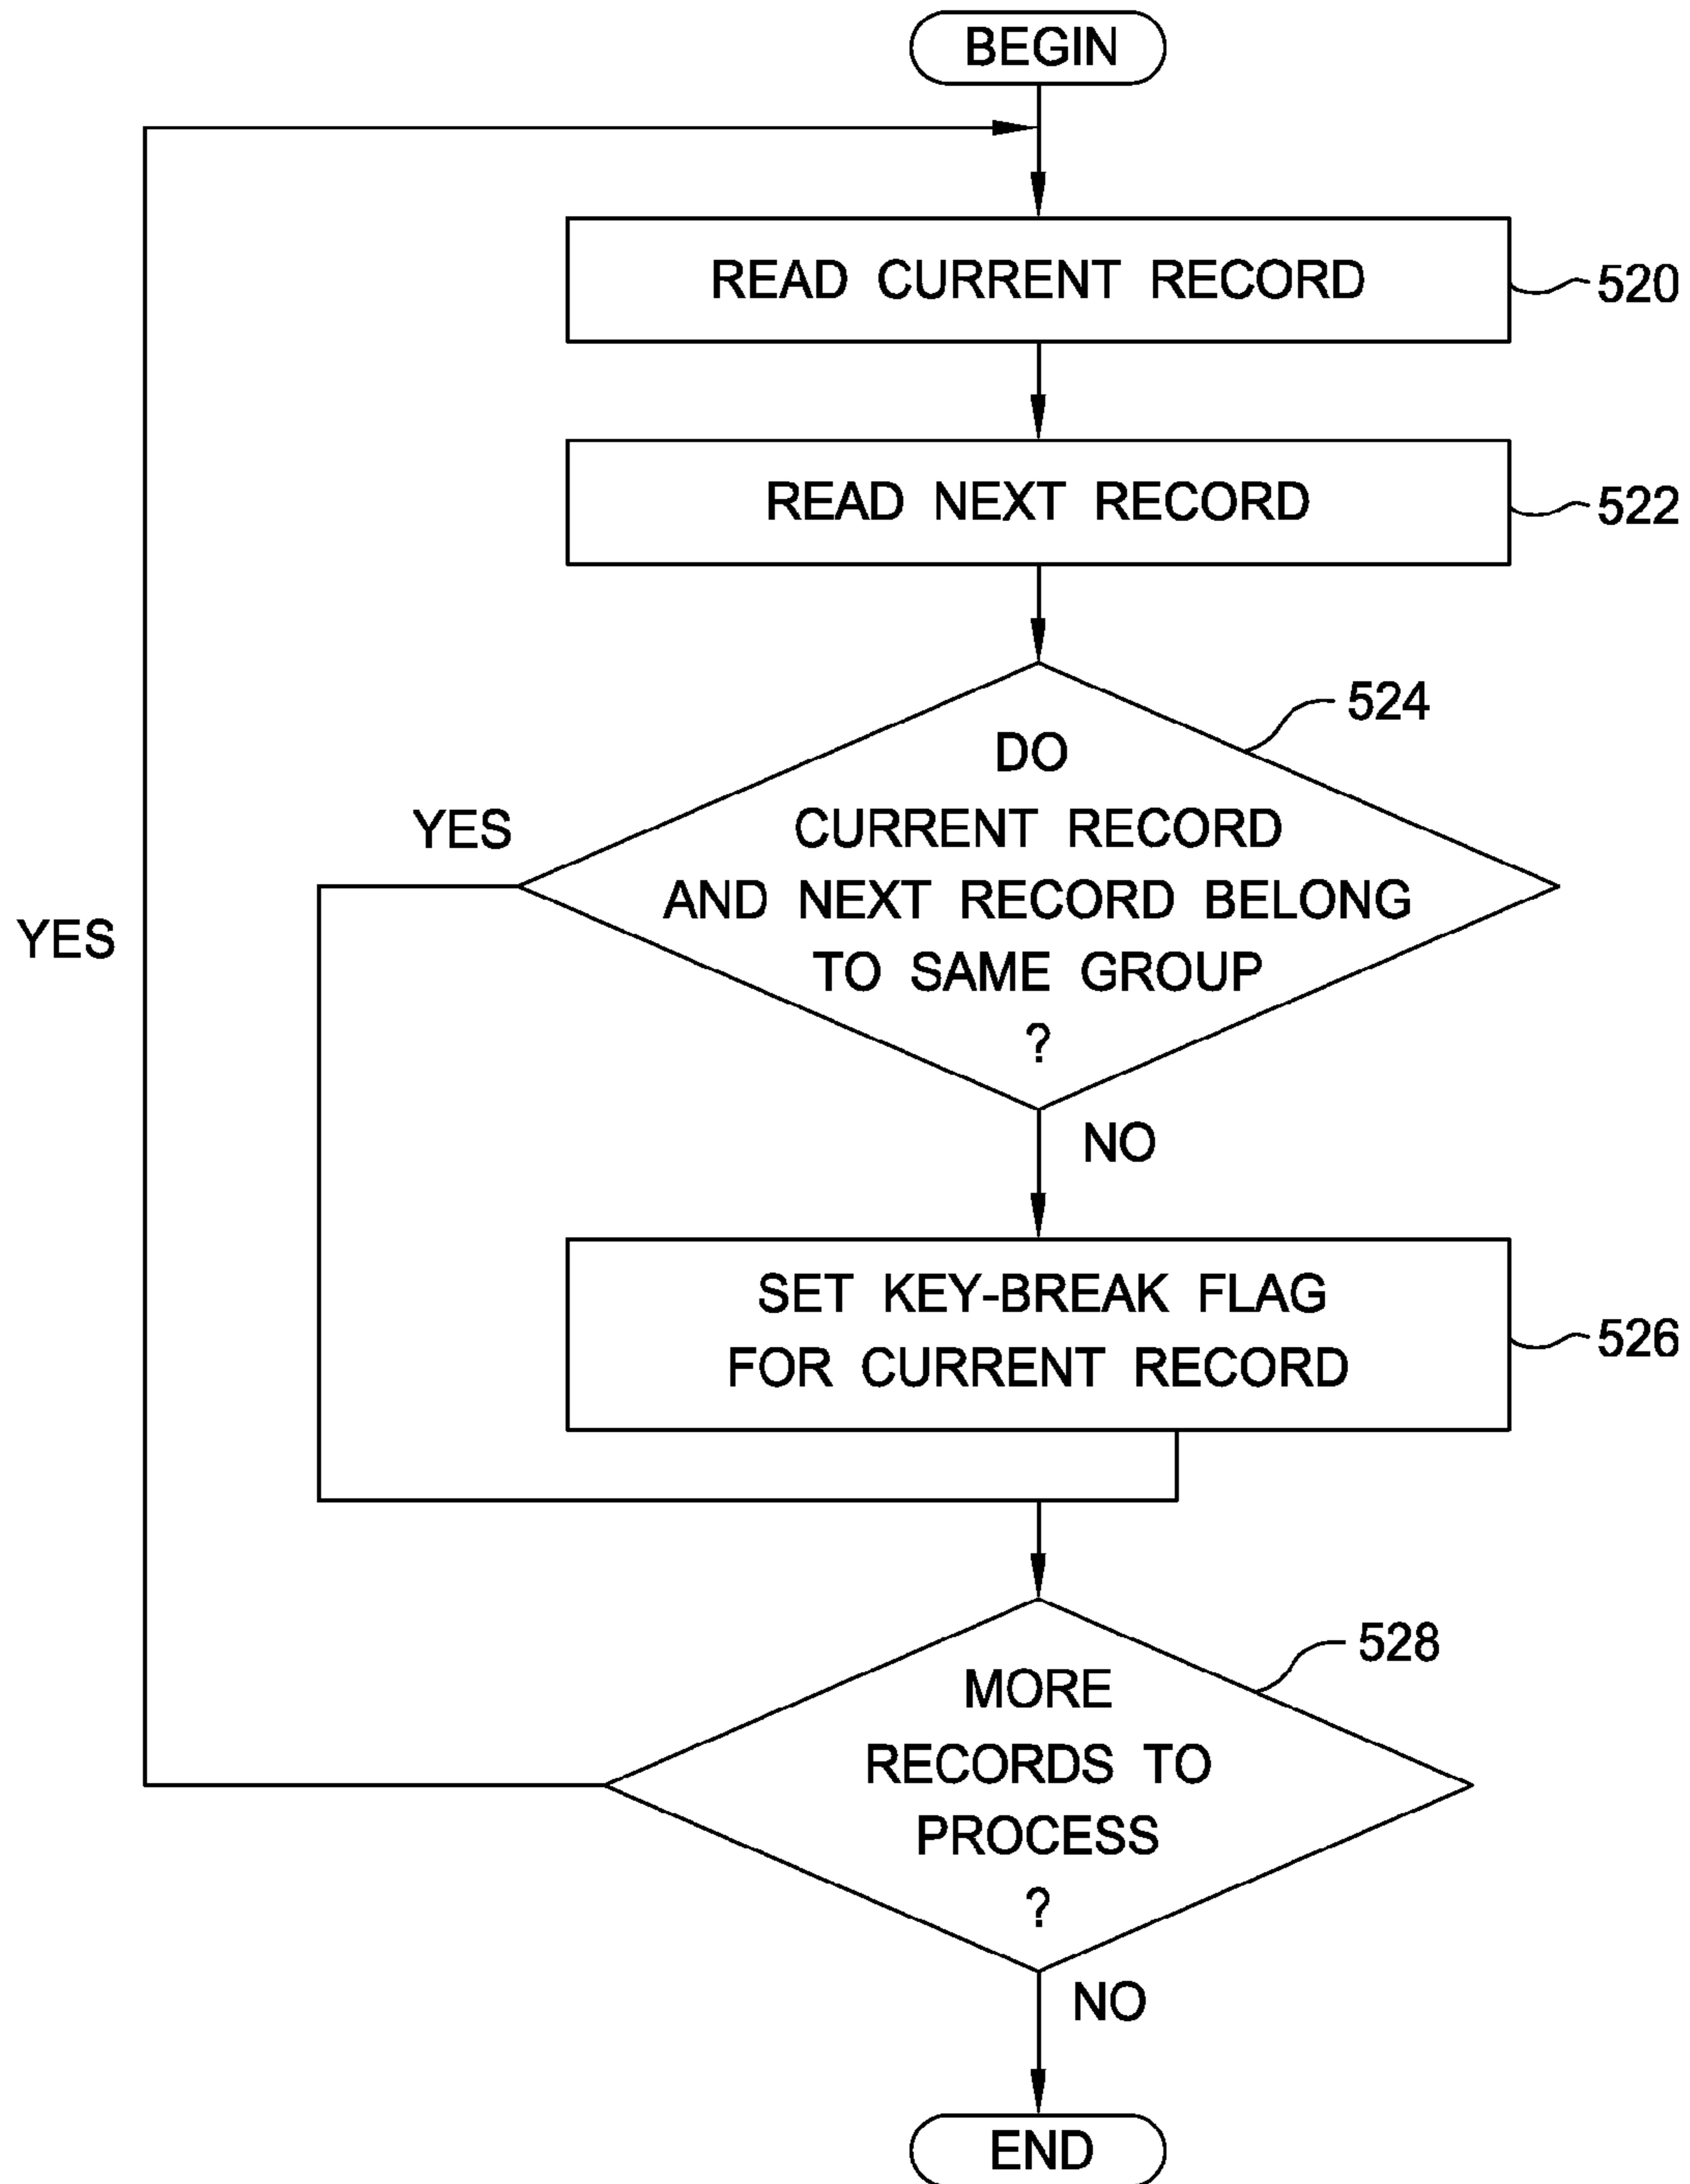 BEGIN
READ CURRENT RECORD
520
READ NEXT RECORD
522
524
DO
CURRENT RECORD
AND NEXT RECORD BELONG
TO SAME GROUP
?
YES
YES
NO
SET KEY-BREAK FLAG
FOR CURRENT RECORD
526
528
MORE
RECORDS TO
PROCESS
?
NO
END